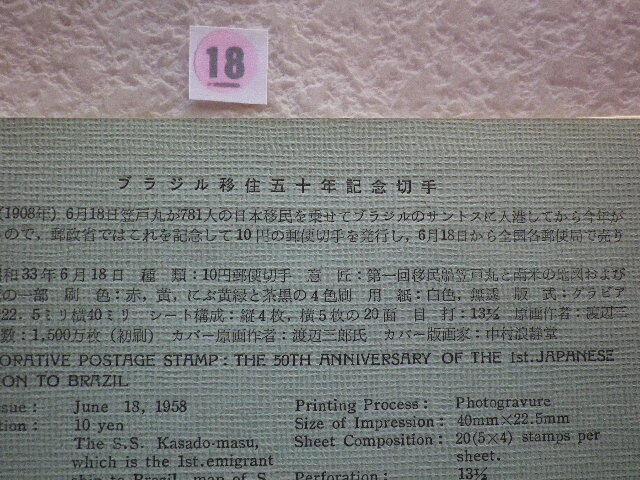 18
ブラジル移住五十年記念切手
(1908年) 6月18日笠戸丸が781人の日本移民を乗せてブラジルのサントスに入港してから今年が
ので, 郵政省ではこれを記念して10円の郵便切手を発行し, 6月18日から全国各郵便局で売り
和33年6月18日 種類:10円郵便切手 意匠:第一回移民船笠戸丸と南米の地図および
の一部 刷色:赤, 黄, にぶ黄緑と茶黒の4色刷 用紙:白色, 無透 版式:グラビア
22.5ミリ横40ミリ シート構成:縦4枚, 横5枚の20面 目打:13½ 原画作者:渡辺三
数:1,500万枚 (初刷) カバー原画作者:渡辺三郎氏 カバー版画家:中村浪静堂
ORATIVE POSTAGE STAMP: THE 50TH ANNIVERSARY OF THE 1st. JAPANESE
ION TO BRAZIL
sue: June 18, 1958 Printing Process: Photogravure
tion: 10 yen Size of Impression: 40mm×22.5mm
The S.S. Kasado-masu, Sheet Composition: 20(5×4) stamps per
which is the 1st. emigrant sheet.
ship to Brazil, map of S. Perforation: 13½